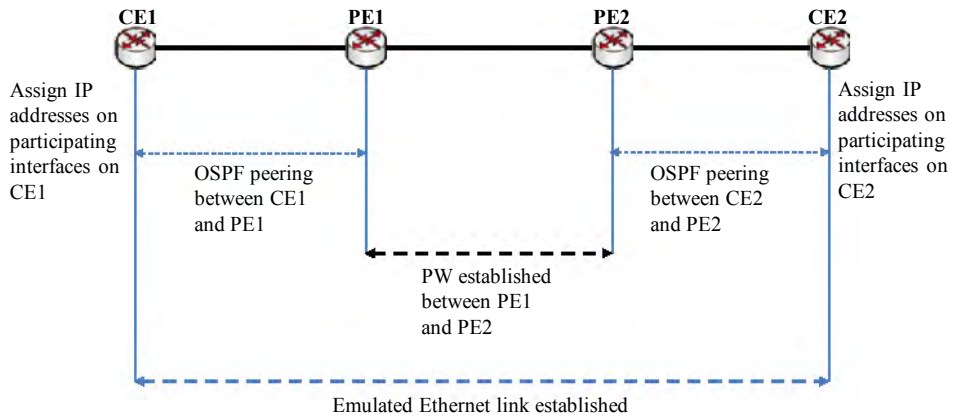 CE1
PE1
PE2
CE2
Assign IP
addresses on
participating
interfaces on
CE1
OSPF peering
between CE1
and PE1
PW established
between PE1
and PE2
OSPF peering
between CE2
and PE2
Assign IP
addresses on
participating
interfaces on
CE2
Emulated Ethernet link established